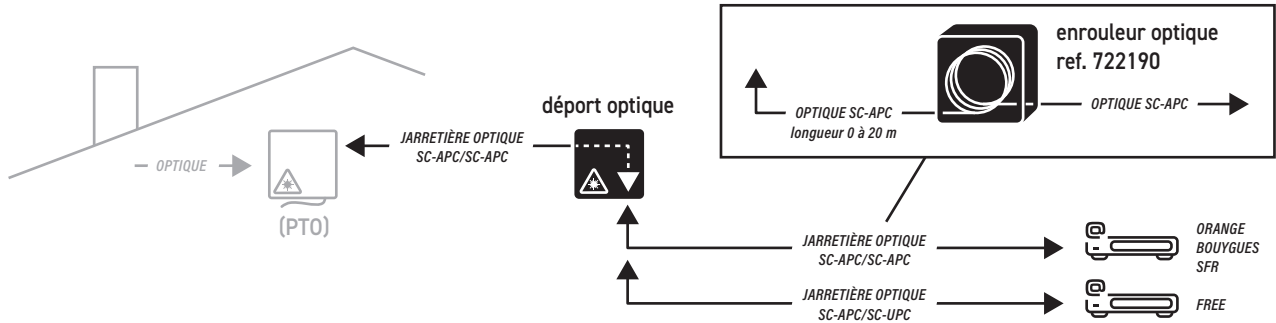 enrouleur optique
ref. 722190
OPTIQUE SC-APC
longueur 0 à 20 m
OPTIQUE SC-APC
déport optique
JARRETIÈRE OPTIQUE
SC-APC/SC-APC
OPTIQUE
(PTO)
JARRETIÈRE OPTIQUE
SC-APC/SC-APC
ORANGE
BOUYGUES
SFR
JARRETIÈRE OPTIQUE
SC-APC/SC-UPC
FREE